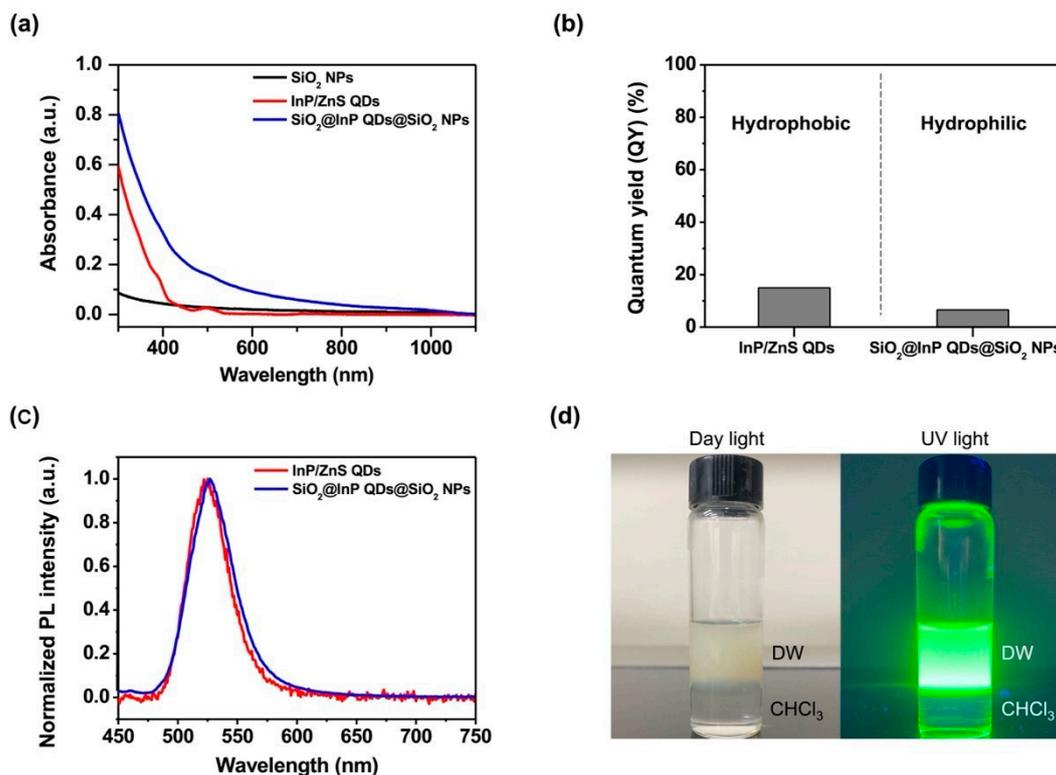 (a)
1.0
0.8
0.6
0.4
0.2
0.0
Absorbance (a.u.)
SiO₂ NPs
InP/ZnS QDs
SiO₂@InP QDs@SiO₂ NPs
400
600
800
1000
Wavelength (nm)
(b)
100
80
60
40
20
0
Quantum yield (QY) (%)
Hydrophobic
Hydrophilic
InP/ZnS QDs
SiO₂@InP QDs@SiO₂ NPs
(c)
1.0
0.8
0.6
0.4
0.2
0.0
Normalized PL intensity (a.u.)
InP/ZnS QDs
SiO₂@InP QDs@SiO₂ NPs
450
500
550
600
650
700
750
Wavelength (nm)
(d)
Day light
UV light
DW
CHCl₃
DW
CHCl₃